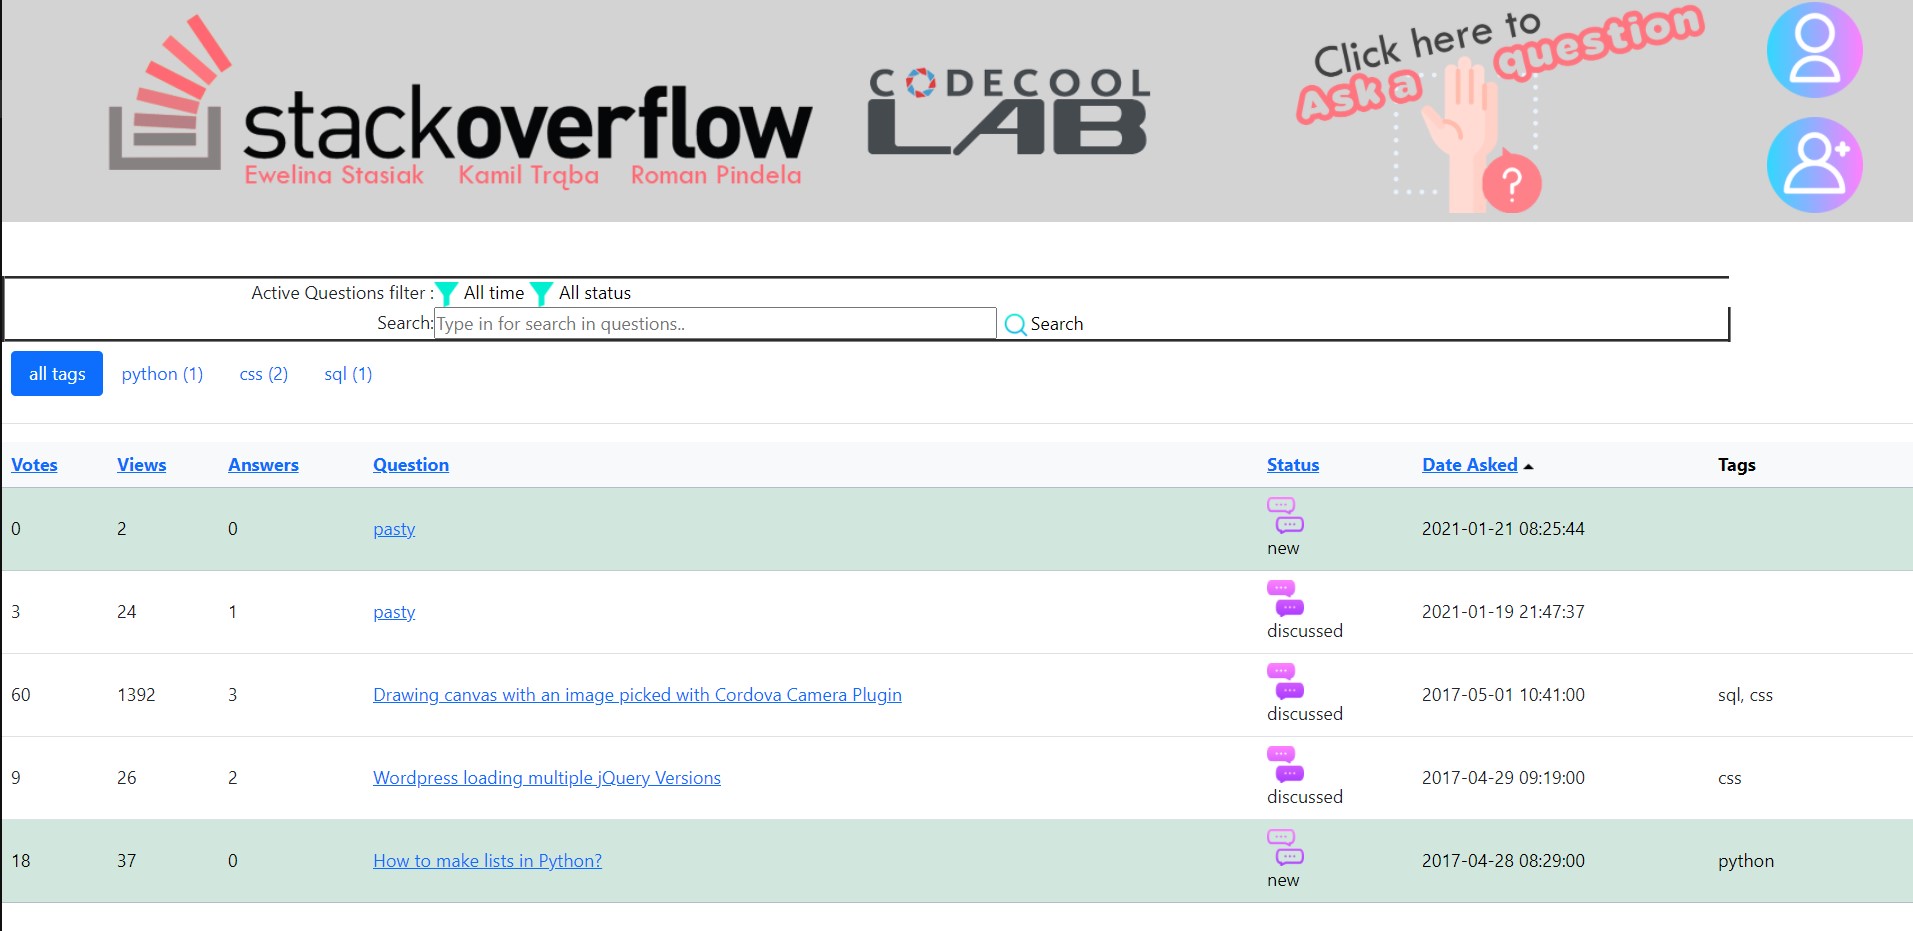 stackoverflow
Ewelina Stasiak Kamil Trąba Roman Pindela
CODECOOL
LAB
Click here to
Ask a question
?
Active Questions filter : All time All status
Search: Type in for search in questions.. Search
all tags python (1) css (2) sql (1)
Votes Views Answers Question Status Date Asked Tags
0 2 0 pasty new 2021-01-21 08:25:44
3 24 1 pasty discussed 2021-01-19 21:47:37
60 1392 3 Drawing canvas with an image picked with Cordova Camera Plugin discussed 2017-05-01 10:41:00 sql, css
9 26 2 Wordpress loading multiple jQuery Versions discussed 2017-04-29 09:19:00 css
18 37 0 How to make lists in Python? new 2017-04-28 08:29:00 python